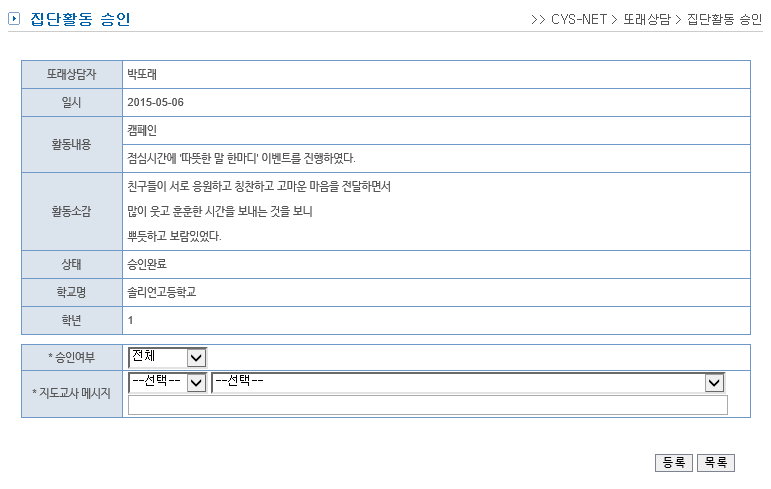 집단활동 승인
>> CYS-NET > 또래상담 > 집단활동 승인
또래상담자 박또래
일시 2015-05-06
활동내용 캠페인
점심시간에 '따뜻한 말 한마디' 이벤트를 진행하였다.
활동소감 친구들이 서로 응원하고 칭찬하고 고마운 마음을 전달하면서
많이 웃고 훈훈한 시간을 보내는 것을 보니
뿌듯하고 보람있었다.
상태 승인완료
학교명 솔리언고등학교
학년 1
* 승인여부 전체
* 지도교사 메시지 --선택-- --선택--
등록 목록